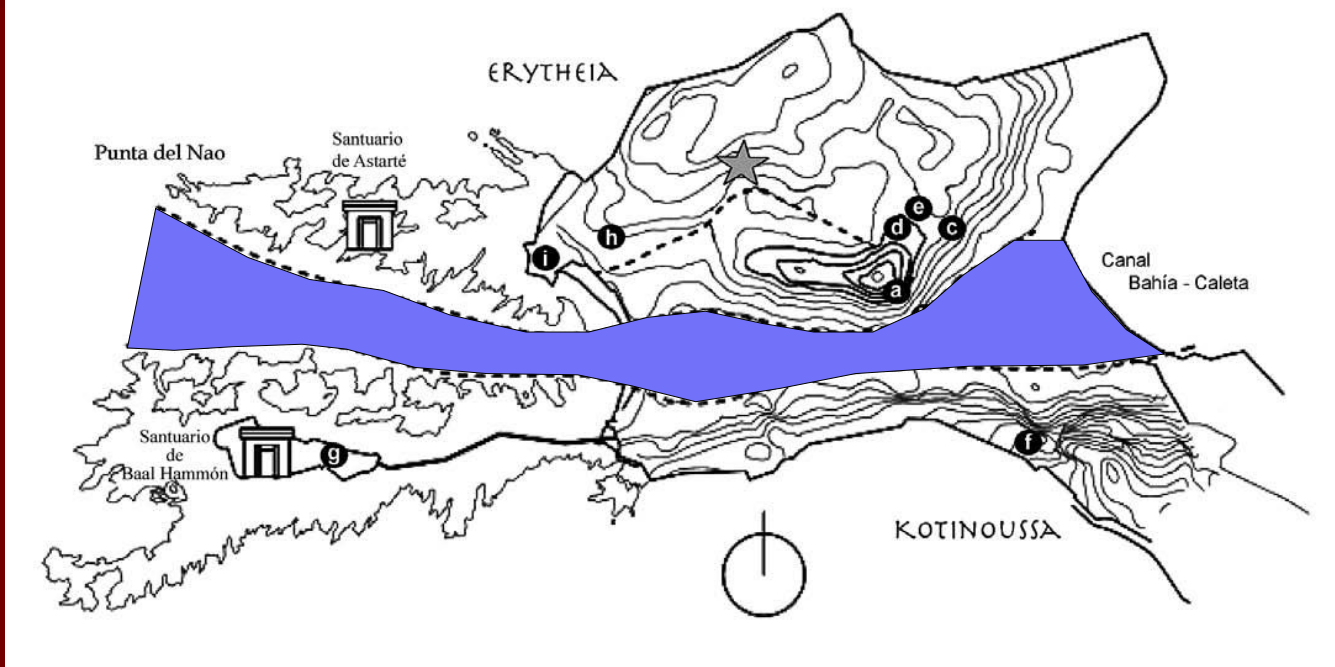 ERYTHEIA
Punta del Nao
Santuario
de Astarté
e
d
c
h
i
a
Canal
Bahía - Caleta
Santuario
de
Baal Hammón
g
f
KOTINOUSSA